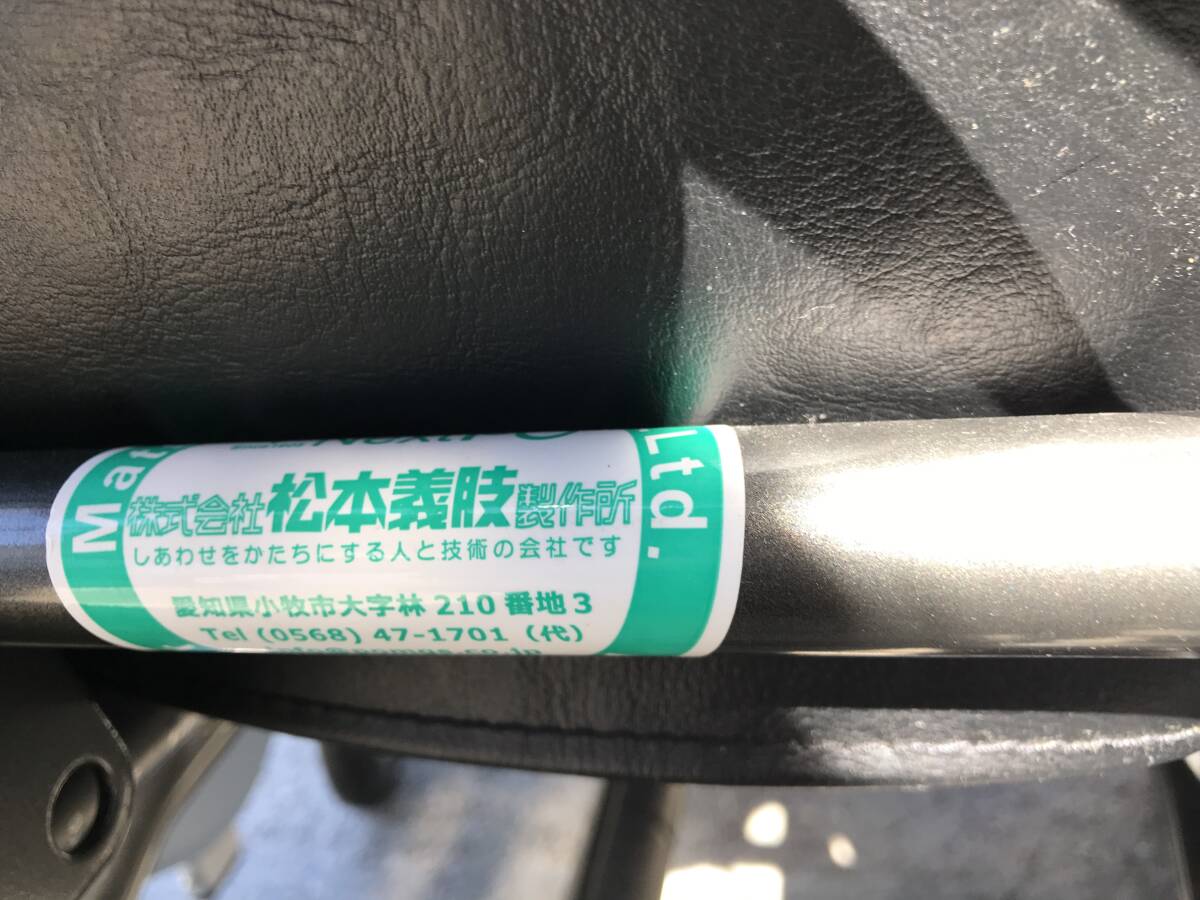 株式会社松本義肢製作所
しあわせをかたちにする人と技術の会社です
愛知県小牧市大字林 210 番地 3
Tel (0568) 47-1701 (代)
Mat
Ltd.